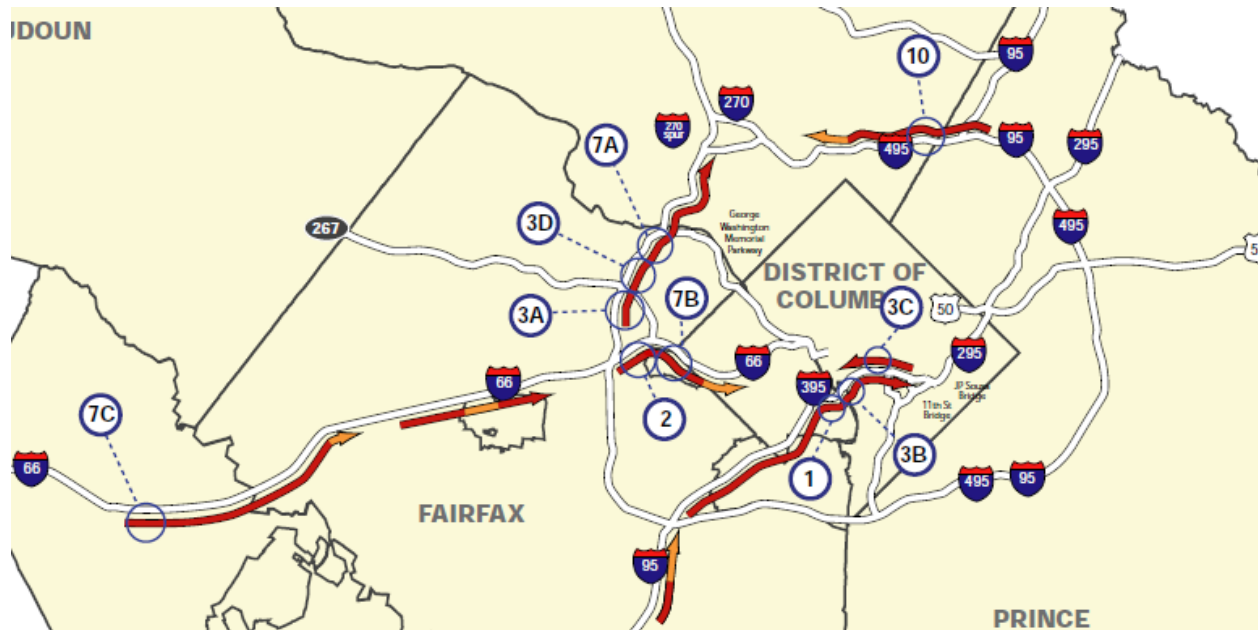 UDOUN
95
10
270
270
spur
7A
495
95
295
3D
267
George
Washington
Memorial
Parkway
495
5
DISTRICT OF
COLUMB
3A
7B
3C
50
66
395
295
66
7C
2
JP Sousa
Bridge
11th St
Bridge
66
1
3B
495
95
FAIRFAX
95
PRINCE